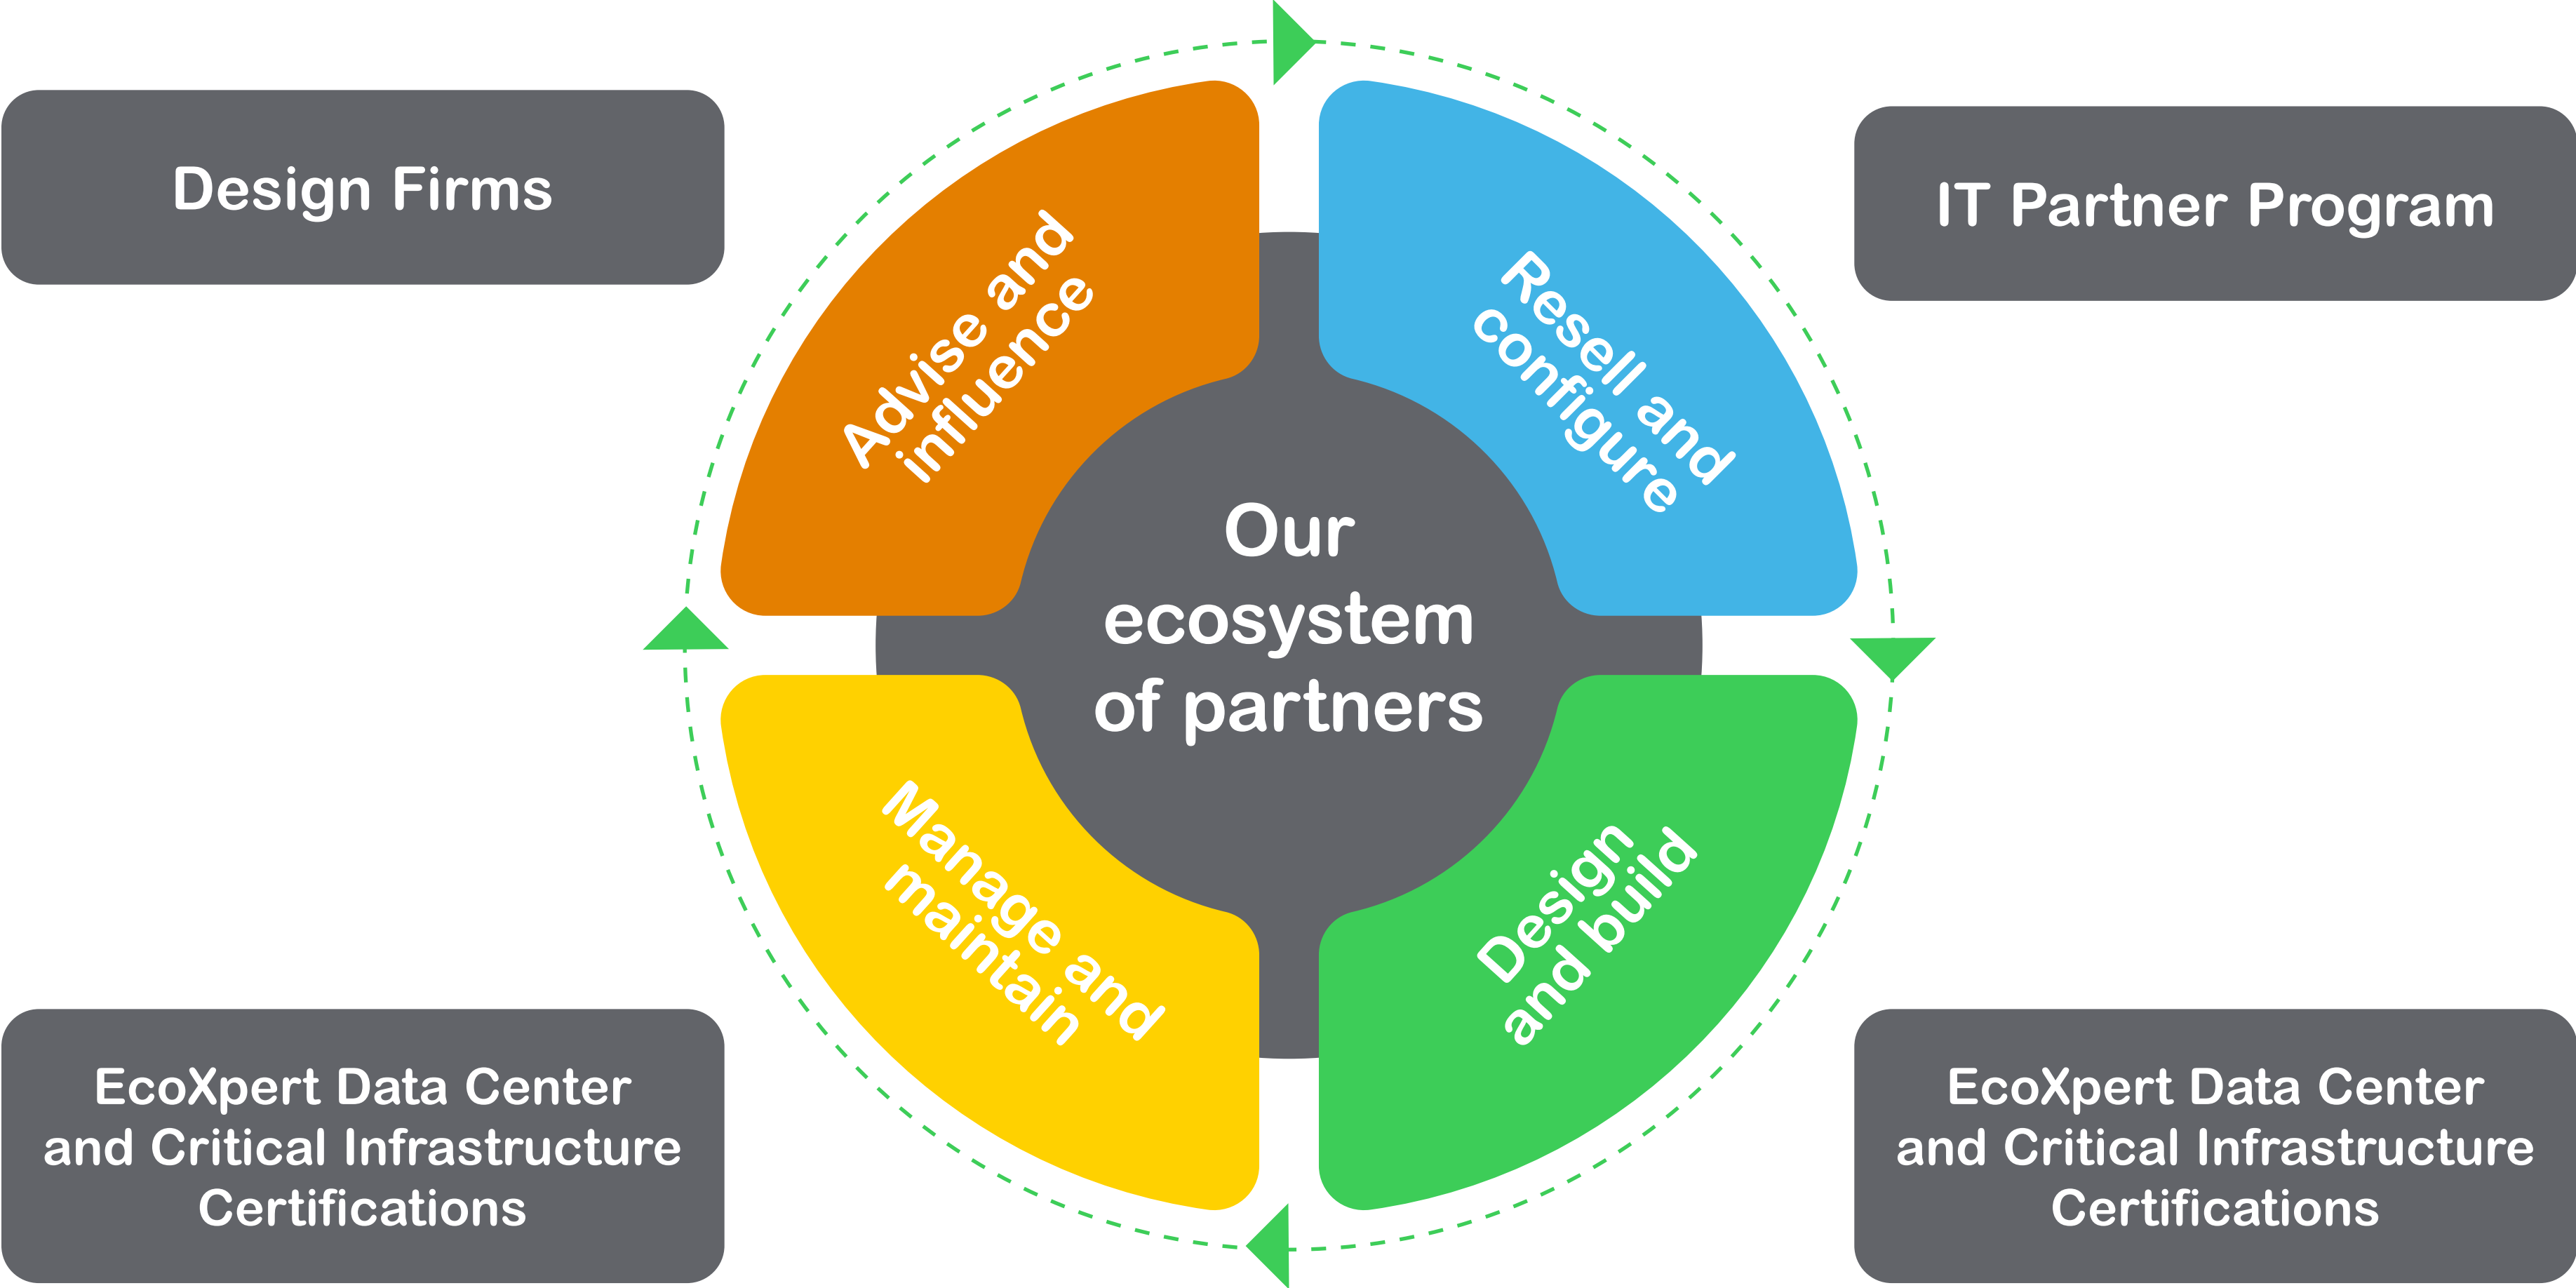 Design Firms
IT Partner Program
Advise and
influence
Resell and
configure
Our
ecosystem
of partners
Manage and
maintain
Design
and build
EcoXpert Data Center
and Critical Infrastructure
Certifications
EcoXpert Data Center
and Critical Infrastructure
Certifications